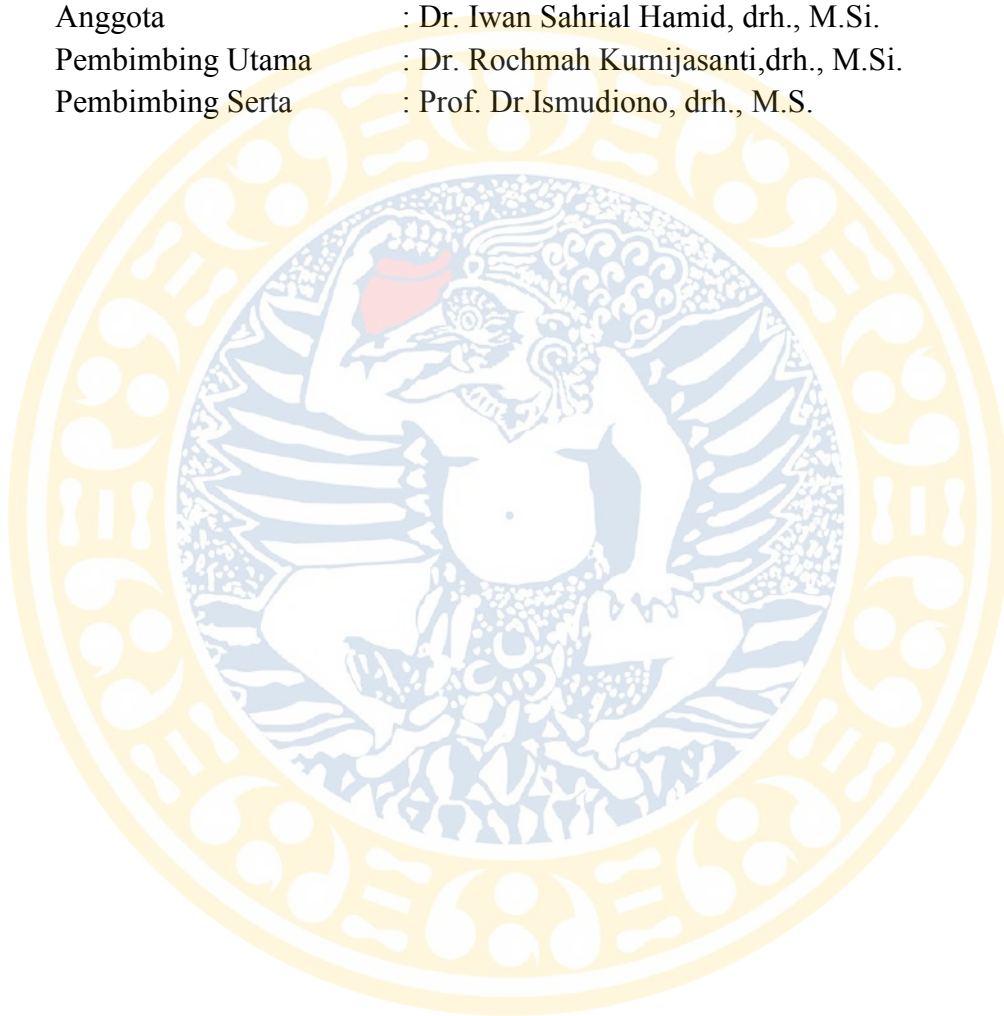 Anggota : Dr. Iwan Sahrial Hamid, drh., M.Si.
Pembimbing Utama : Dr. Rochmah Kurnijasanti,drh., M.Si.
Pembimbing Serta : Prof. Dr.Ismudiono, drh., M.S.